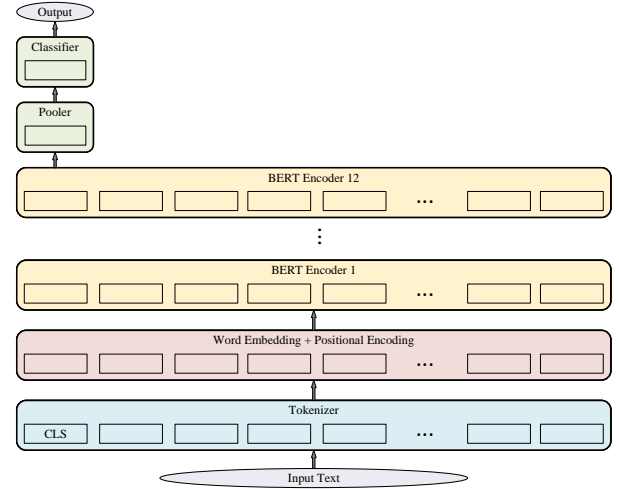 Output
Classifier
Pooler
BERT Encoder 12
...
⋮
BERT Encoder 1
...
Word Embedding + Positional Encoding
...
Tokenizer
CLS ...
Input Text